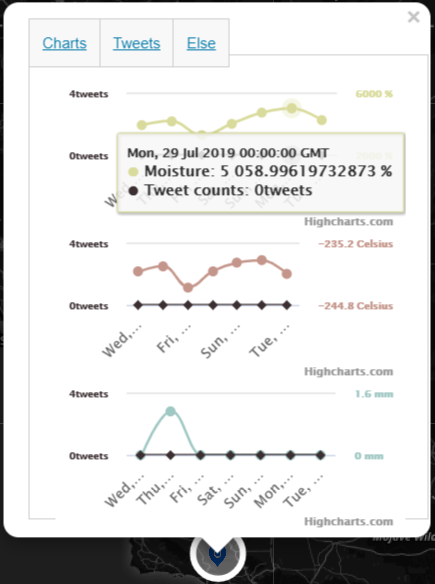 Charts
Tweets
Else
4tweets
6000 %
0tweets
Mon, 29 Jul 2019 00:00:00 GMT
Moisture: 5 058.99619732873 %
Tweet counts: 0tweets
Highcharts.com
4tweets
−235.2 Celsius
0tweets
−244.8 Celsius
Wed,…
Fri, …
Sun, …
Tue, …
Highcharts.com
4tweets
1.6 mm
0tweets
0 mm
Wed,…
Thu,…
Fri, …
Sat, …
Sun, …
Mon,…
Tue, …
Highcharts.com